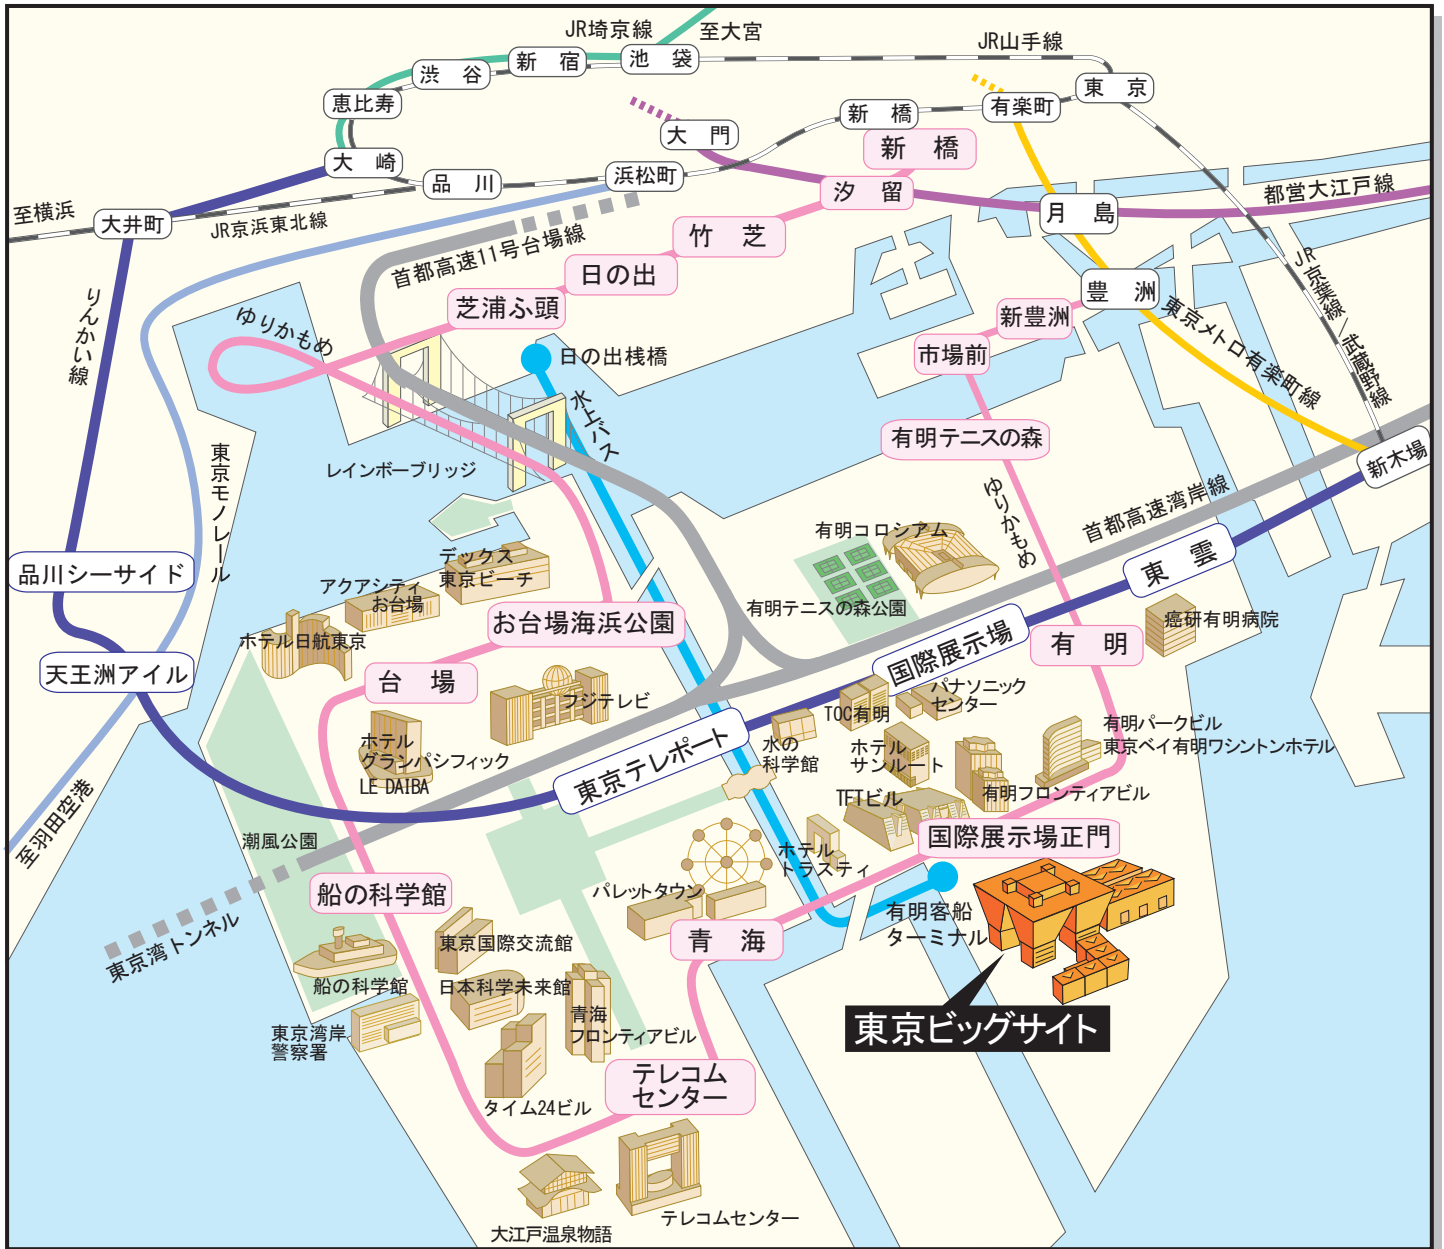 JR埼京線
至大宮
JR山手線
渋谷
新宿
池袋
東京
恵比寿
有楽町
新橋
大門
新橋
大崎
品川
浜松町
汐留
月島
都営大江戸線
至横浜
大井町
JR京浜東北線
首都高速11号台場線
竹芝
日の出
芝浦ふ頭
豊洲
新豊洲
市場前
JR京葉線/武蔵野線
東京メトロ有楽町線
りんかい線
ゆりかもめ
日の出桟橋
水上バス
有明テニスの森
新木場
レインボーブリッジ
東京モノレール
ゆりかもめ
首都高速湾岸線
有明コロシアム
デックス
東京ビーチ
アクアシティ
お台場
品川シーサイド
東雲
有明テニスの森公園
お台場海浜公園
国際展示場
有明
癌研有明病院
ホテル日航東京
天王洲アイル
台場
フジテレビ
パナソニック
センター
TOC有明
水の
科学館
有明パークビル
東京ベイ有明ワシントンホテル
ホテル
サンルート
ホテル
グランパシフィック
LE DAIBA
東京テレポート
有明フロンティアビル
TFTビル
至羽田空港
潮風公園
国際展示場正門
ホテル
トラスティ
船の科学館
パレットタウン
有明客船
ターミナル
青海
東京湾トンネル
東京国際交流館
船の科学館
日本科学未来館
青海
フロンティアビル
東京湾岸
警察署
東京ビッグサイト
テレコム
センター
タイム24ビル
テレコムセンター
大江戸温泉物語